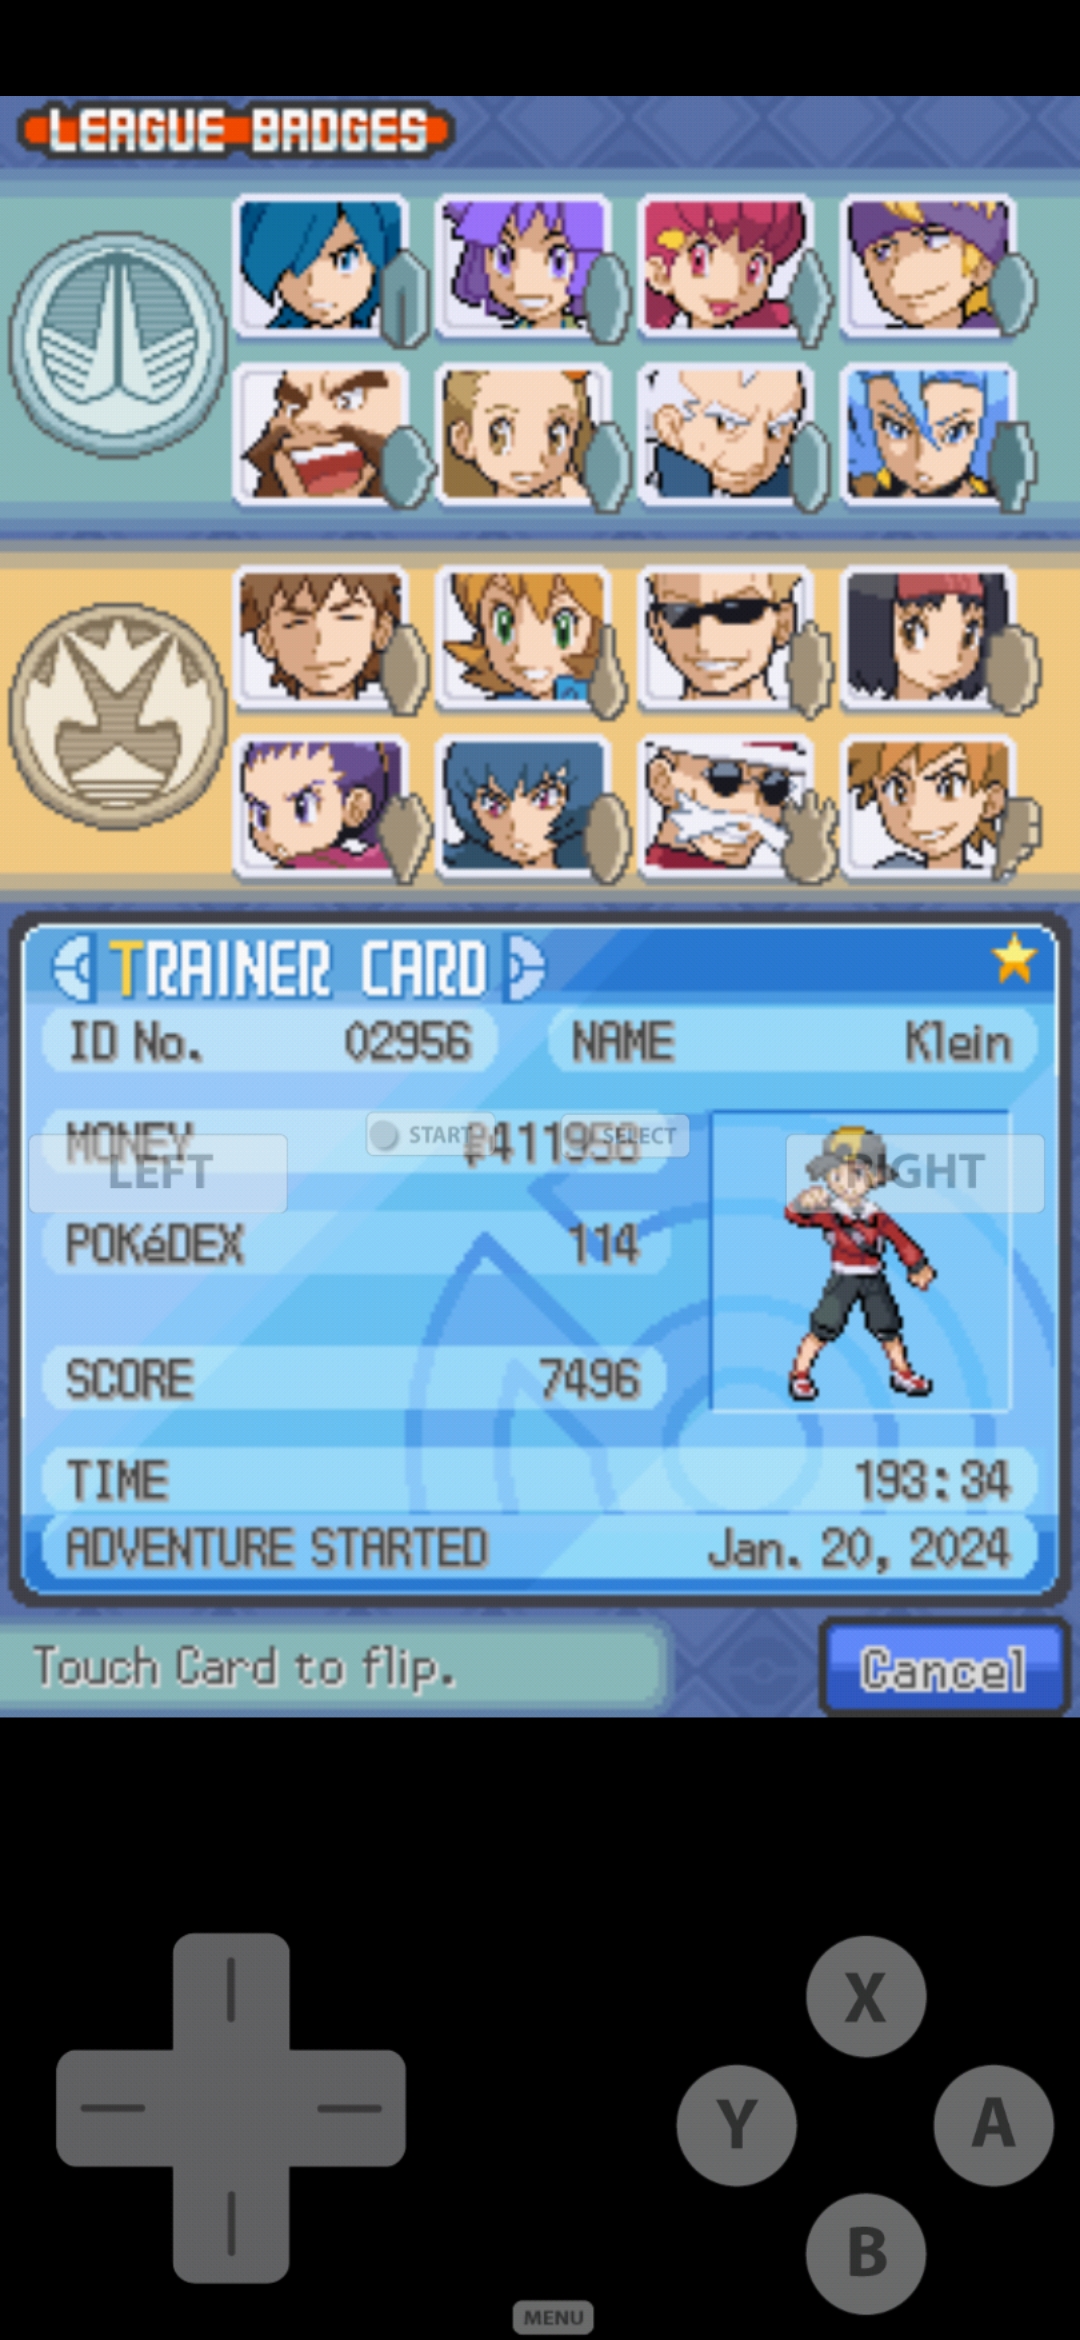 LEAGUE BADGES
TRAINER CARD
ID No. 02956
NAME Klein
MONEY ₽411958
START
SELECT
LEFT
RIGHT
POKéDEX 114
SCORE 7496
TIME 193:34
ADVENTURE STARTED Jan. 20, 2024
Touch Card to flip.
Cancel
X
Y
A
B
MENU